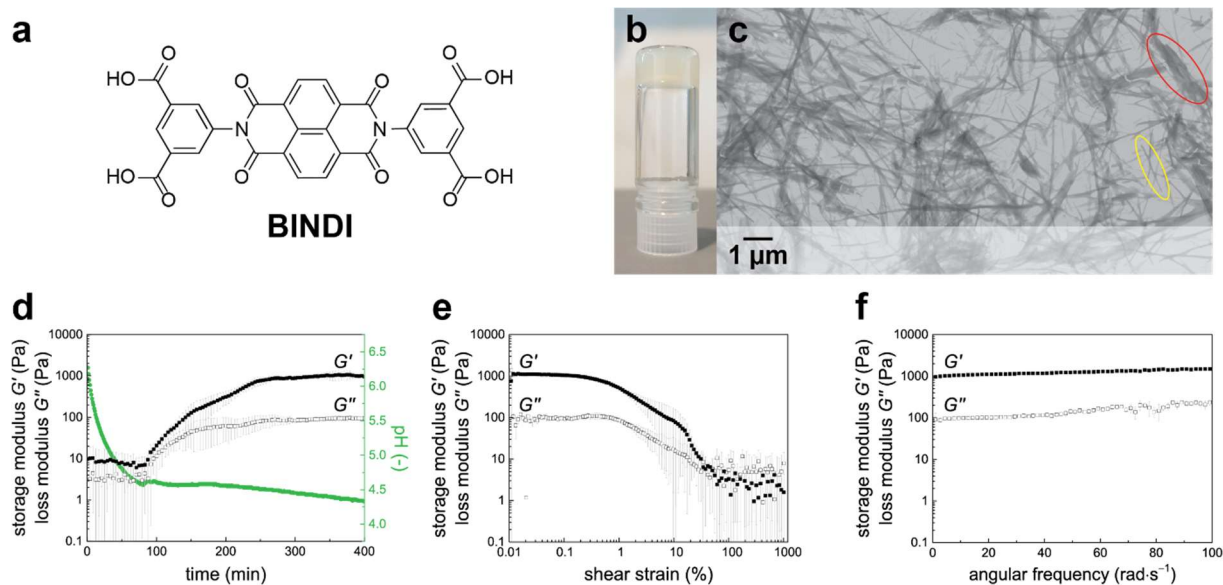 a
O
O
HO
OH
O
O
N
N
O
O
HO
OH
O
O
BINDI
b
c
1 µm
d
storage modulus G′ (Pa)
loss modulus G″ (Pa)
10000
1000
100
10
1
0.1
G′
G″
6.25
6.0
5.5
5.0
4.5
4.0
pH (-)
0
100
200
300
400
time (min)
e
storage modulus G′ (Pa)
loss modulus G″ (Pa)
10000
1000
100
10
1
0.1
G′
G″
0.01
0.1
1
10
100
1000
shear strain (%)
f
storage modulus G′ (Pa)
loss modulus G″ (Pa)
10000
1000
100
10
1
0.1
G′
G″
0
20
40
60
80
100
angular frequency (rad·s⁻¹)